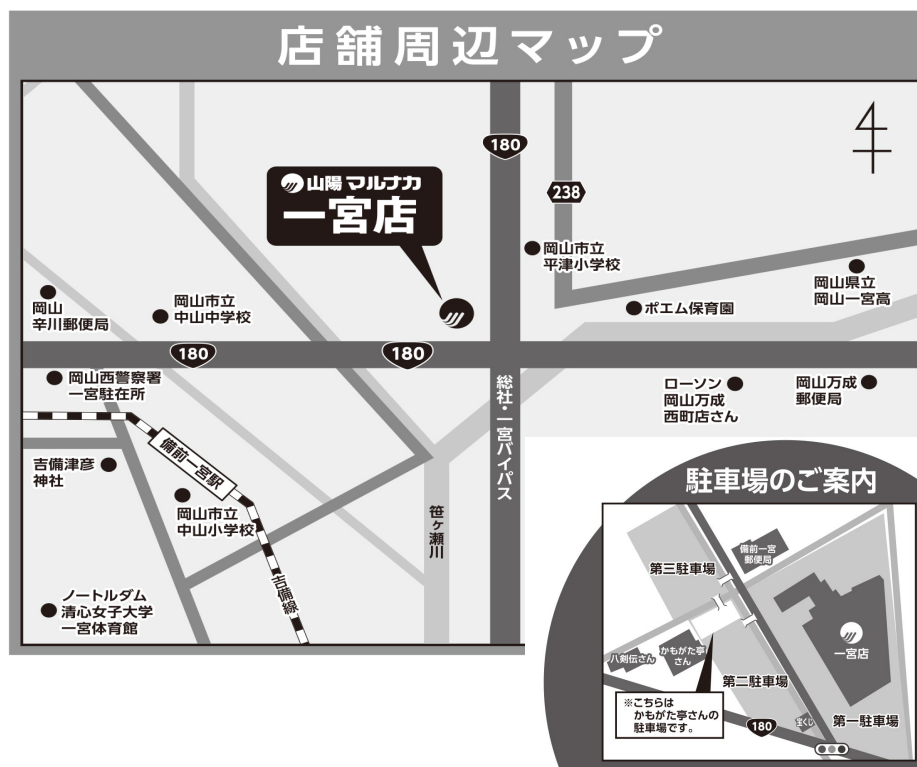 店舗周辺マップ
180
238
山陽 マルナカ
一宮店
岡山市立
平津小学校
岡山県立
岡山一宮高
岡山
辛川郵便局
岡山市立
中山中学校
ポエム保育園
180
180
岡山西警察署
一宮駐在所
総社・一宮バイパス
ローソン
岡山万成
西町店さん
岡山万成
郵便局
備前一宮駅
吉備津彦
神社
岡山市立
中山小学校
笹ヶ瀬川
吉備線
ノートルダム
清心女子大学
一宮体育館
駐車場のご案内
備前一宮
郵便局
第三駐車場
一宮店
八剣伝さん
かもがた亭
さん
第二駐車場
※こちらは
かもがた亭さんの
駐車場です。
180
宝くじ
第一駐車場